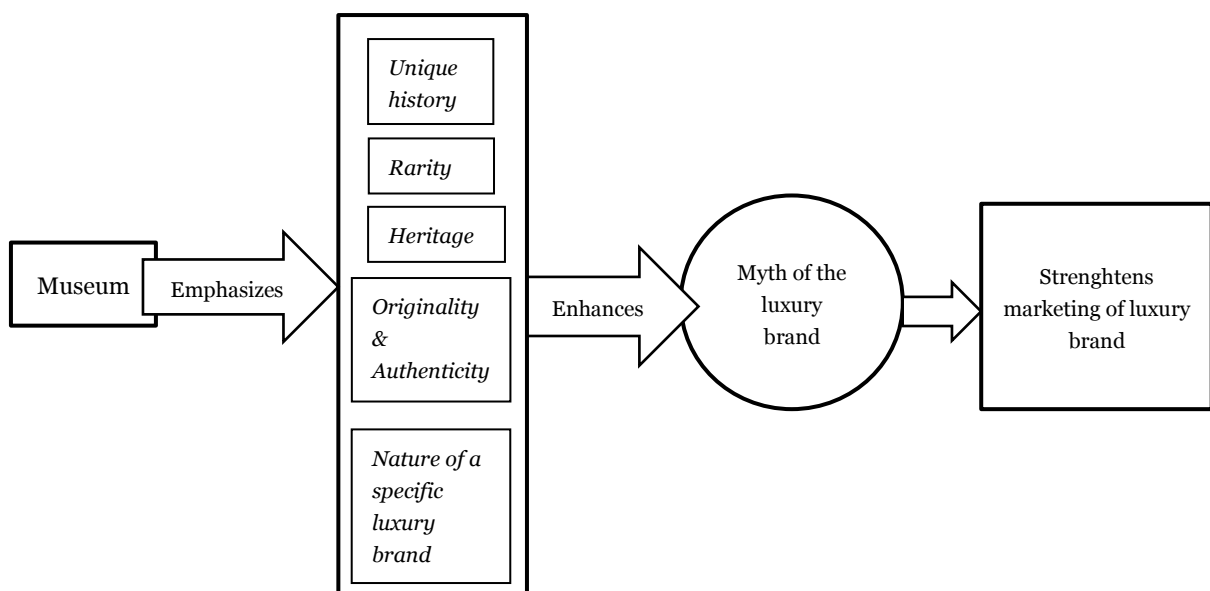 Museum
Emphasizes
Unique
history
Rarity
Heritage
Originality
&
Authenticity
Nature of a
specific
luxury
brand
Enhances
Myth of the
luxury
brand
Strenghtens
marketing of luxury
brand